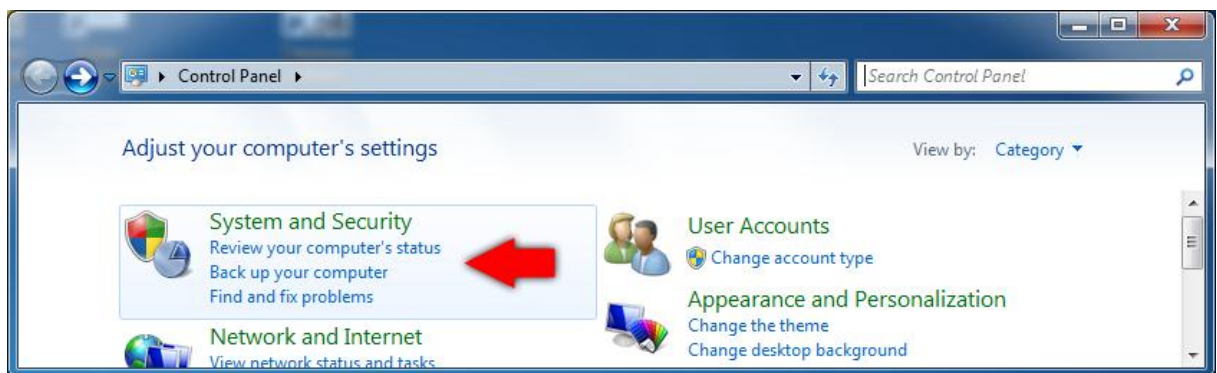 Control Panel
Search Control Panel
Adjust your computer's settings
View by: Category
System and Security
Review your computer's status
Back up your computer
Find and fix problems
Network and Internet
View network status and tasks
User Accounts
Change account type
Appearance and Personalization
Change the theme
Change desktop background